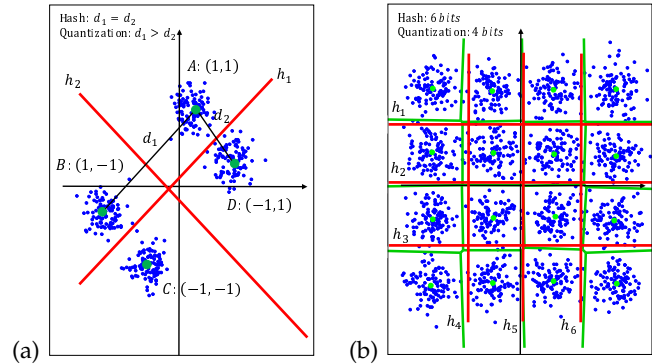 Hash: d₁ = d₂
Quantization: d₁ > d₂
A: (1,1)
h₂
h₁
d₁
d₂
B: (1,−1)
D: (−1,1)
C: (−1,−1)
(a)
Hash: 6 bits
Quantization: 4 bits
h₁
h₂
h₃
h₄
h₅
h₆
(b)